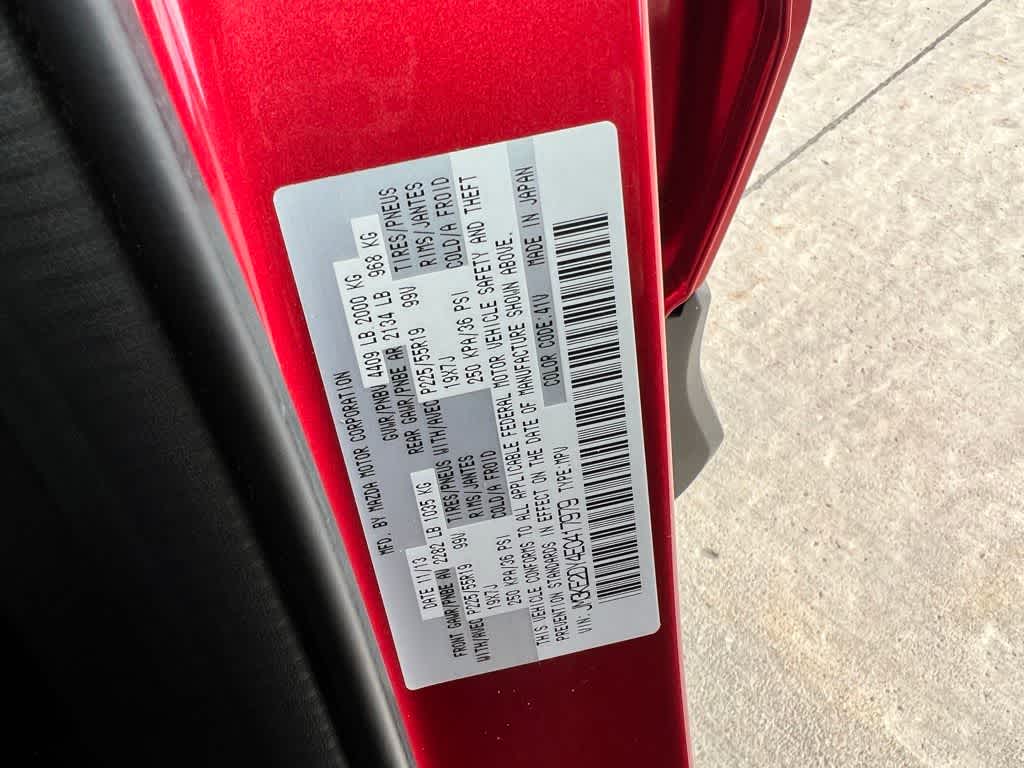 MFD. BY MAZDA MOTOR CORPORATION
DATE 11/13 GVWR/PNBV 4409 LB 2000 KG
FRONT GAWR/PNBE AV 2282 LB 1035 KG REAR GAWR/PNBE AR 2134 LB 968 KG
WITH/AVEC P225/55R19 99V TIRES/PNEUS WITH/AVEC P225/55R19 99V TIRES/PNEUS
19X7J RIMS/JANTES 19X7J RIMS/JANTES
250 KPA/36 PSI COLD/A FROID 250 KPA/36 PSI COLD/A FROID
THIS VEHICLE CONFORMS TO ALL APPLICABLE FEDERAL MOTOR VEHICLE SAFETY AND THEFT
PREVENTION STANDARDS IN EFFECT ON THE DATE OF MANUFACTURE SHOWN ABOVE.
VIN: JM3KE2DY4E0417979 TYPE:MPV COLOR CODE:41V MADE IN JAPAN